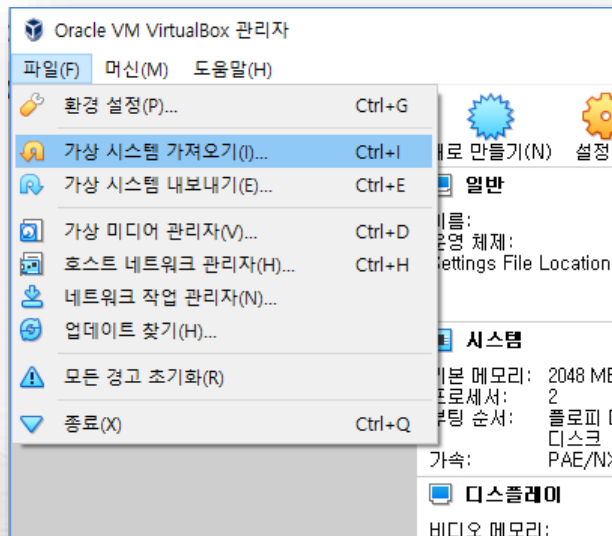 Oracle VM VirtualBox 관리자
파일(F) 머신(M) 도움말(H)
환경 설정(P)... Ctrl+G
가상 시스템 가져오기(I)... Ctrl+I
가상 시스템 내보내기(E)... Ctrl+E
가상 미디어 관리자(V)... Ctrl+D
호스트 네트워크 관리자(H)... Ctrl+H
네트워크 작업 관리자(N)...
업데이트 찾기(H)...
모든 경고 초기화(R)
종료(X) Ctrl+Q
만들기(N) 설정
일반
이름:
운영 체제:
Settings File Location
시스템
기본 메모리: 2048 MB
프로세서: 2
부팅 순서: 플로피
디스크
가속: PAE/NX
디스플레이
비디오 메모리: